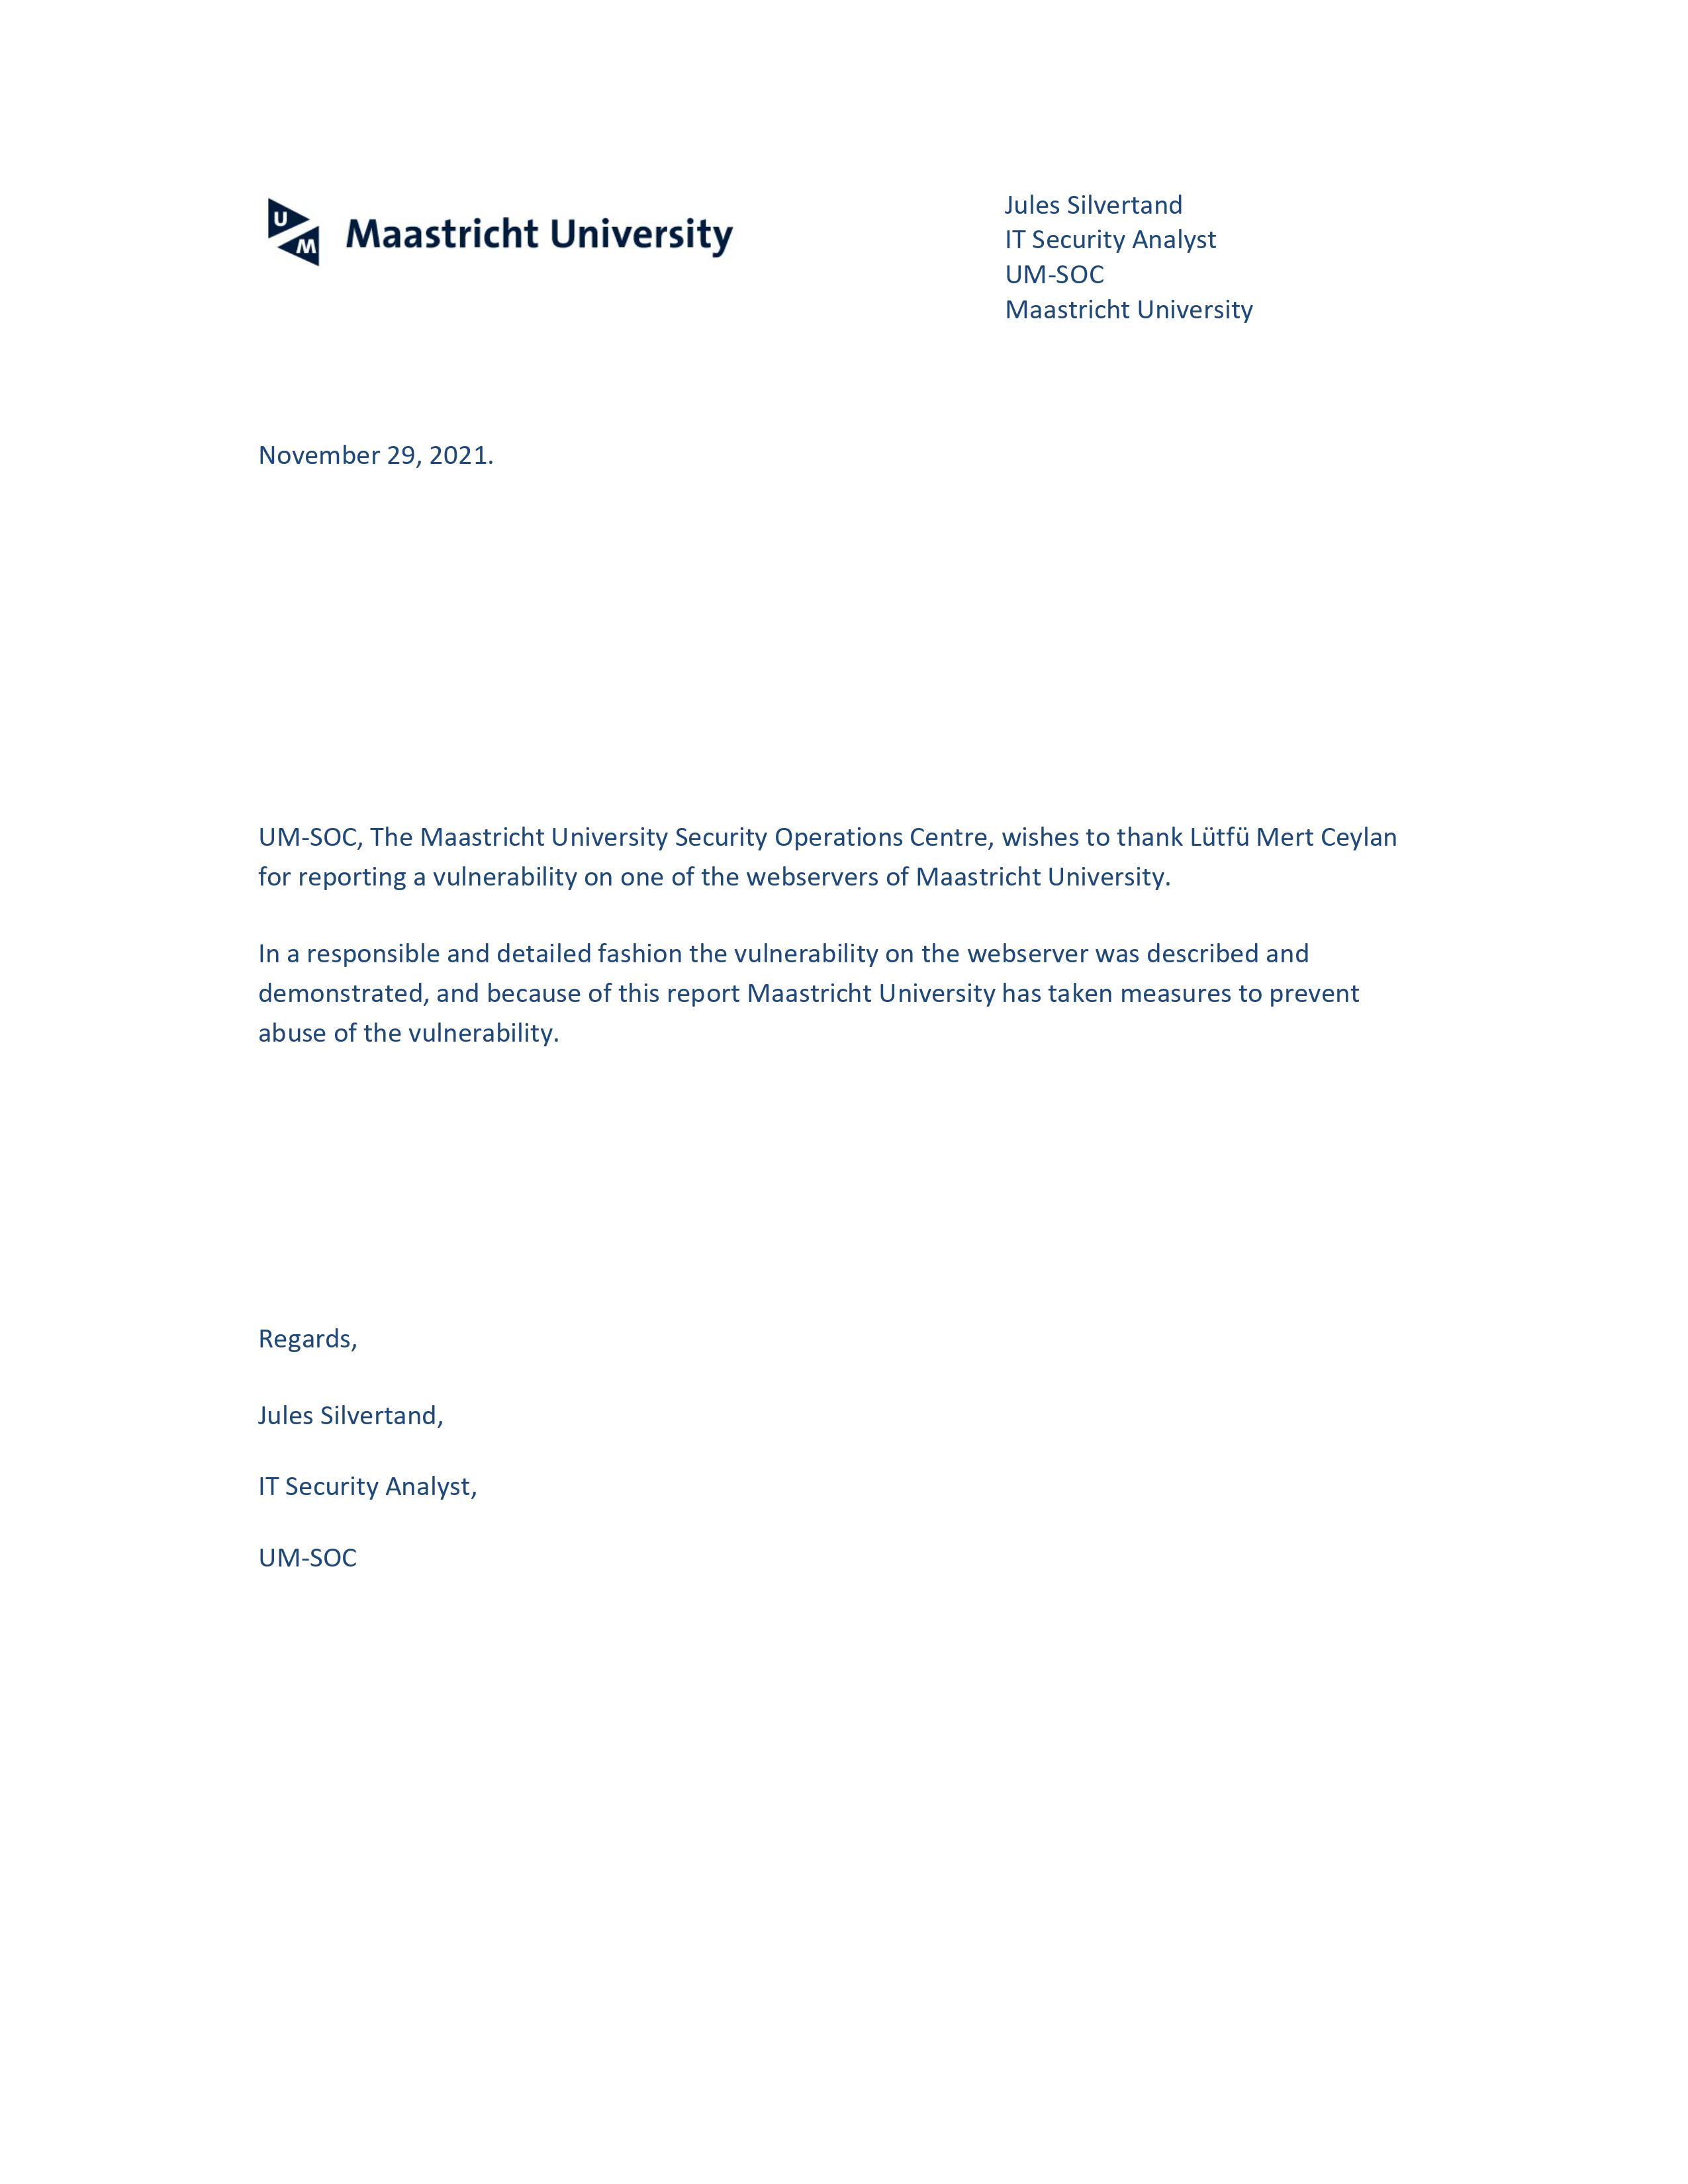 U
M
Maastricht University
Jules Silvertand
IT Security Analyst
UM-SOC
Maastricht University
November 29, 2021.
UM-SOC, The Maastricht University Security Operations Centre, wishes to thank Lütfü Mert Ceylan
for reporting a vulnerability on one of the webservers of Maastricht University.
In a responsible and detailed fashion the vulnerability on the webserver was described and
demonstrated, and because of this report Maastricht University has taken measures to prevent
abuse of the vulnerability.
Regards,
Jules Silvertand,
IT Security Analyst,
UM-SOC